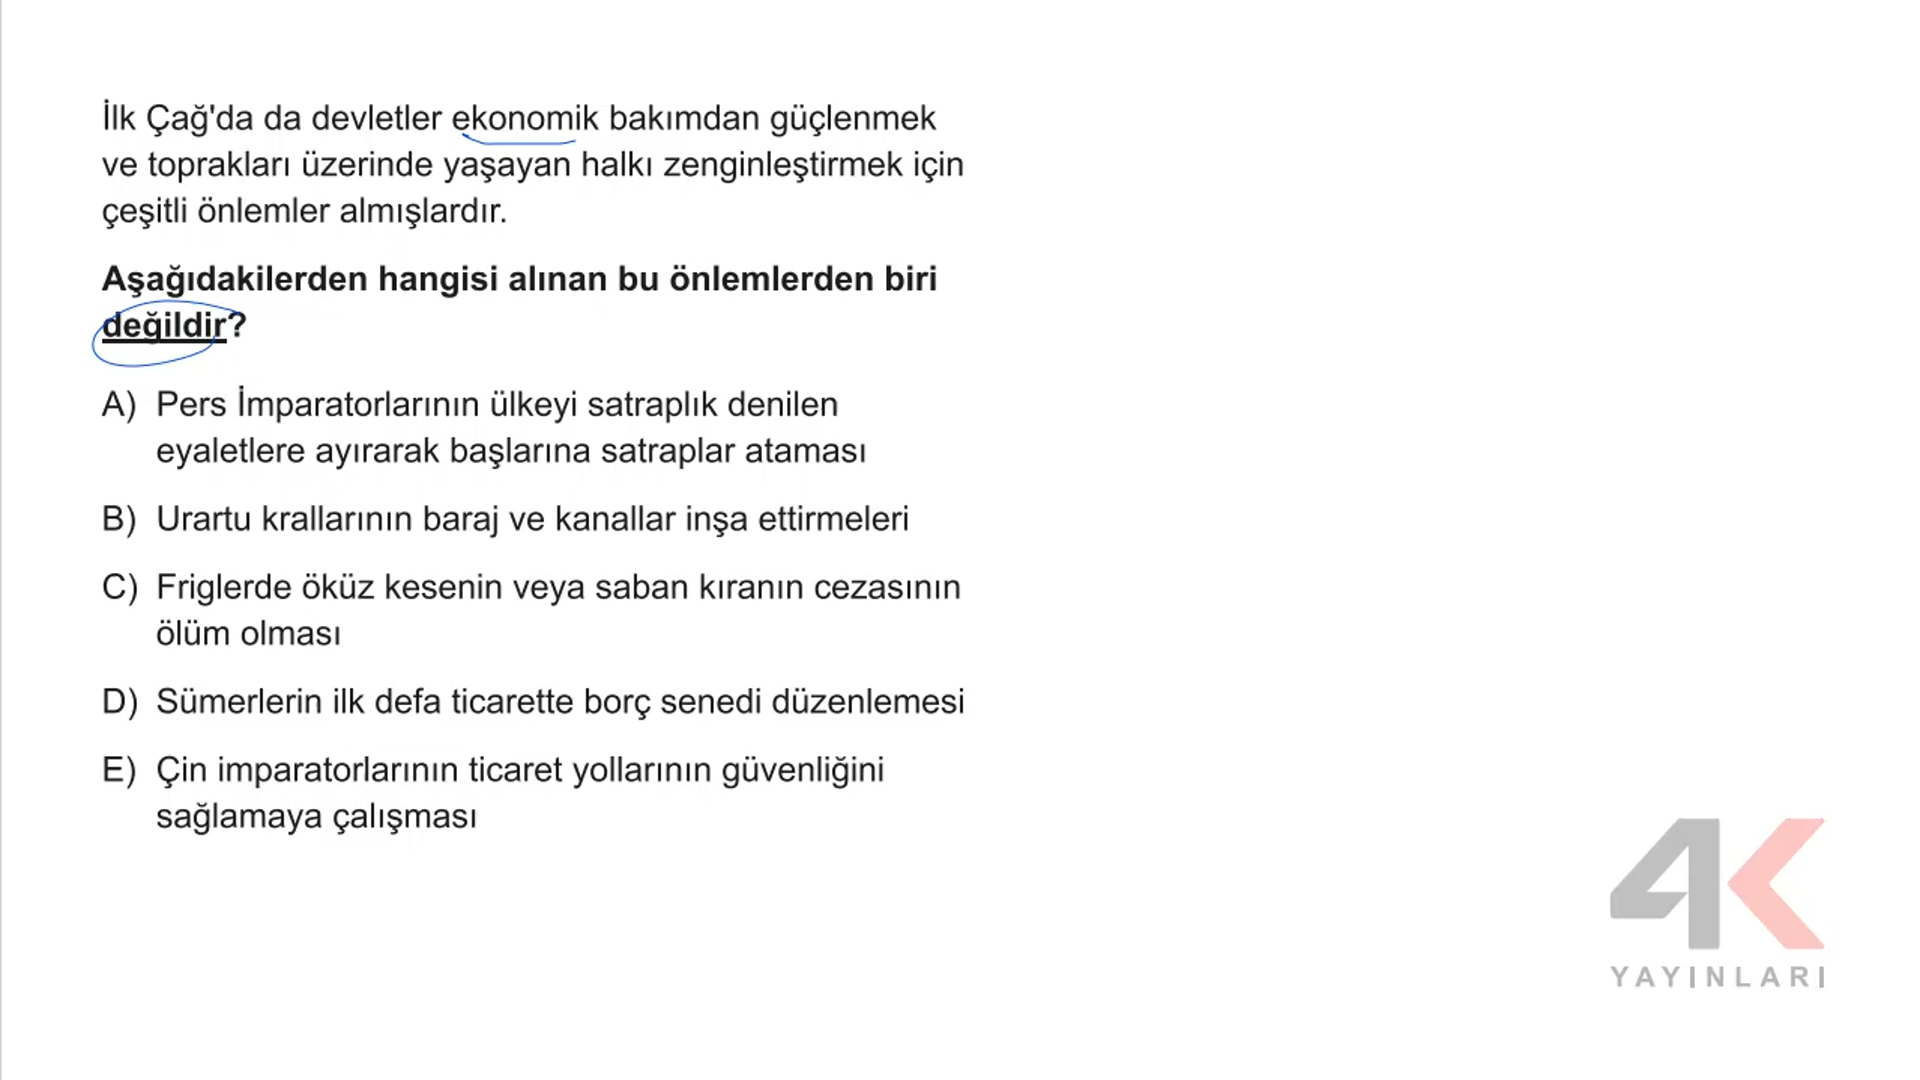 İlk Çağ'da da devletler ekonomik bakımdan güçlenmek
ve toprakları üzerinde yaşayan halkı zenginleştirmek için
çeşitli önlemler almışlardır.
Aşağıdakilerden hangisi alınan bu önlemlerden biri
değildir?
A) Pers İmparatorlarının ülkeyi satraplık denilen
eyaletlere ayırarak başlarına satraplar ataması
B) Urartu krallarının baraj ve kanallar inşa ettirmeleri
C) Friglerde öküz kesenin veya saban kıranın cezasının
ölüm olması
D) Sümerlerin ilk defa ticarette borç senedi düzenlemesi
E) Çin imparatorlarının ticaret yollarının güvenliğini
sağlamaya çalışması
4K
YAYINLARI